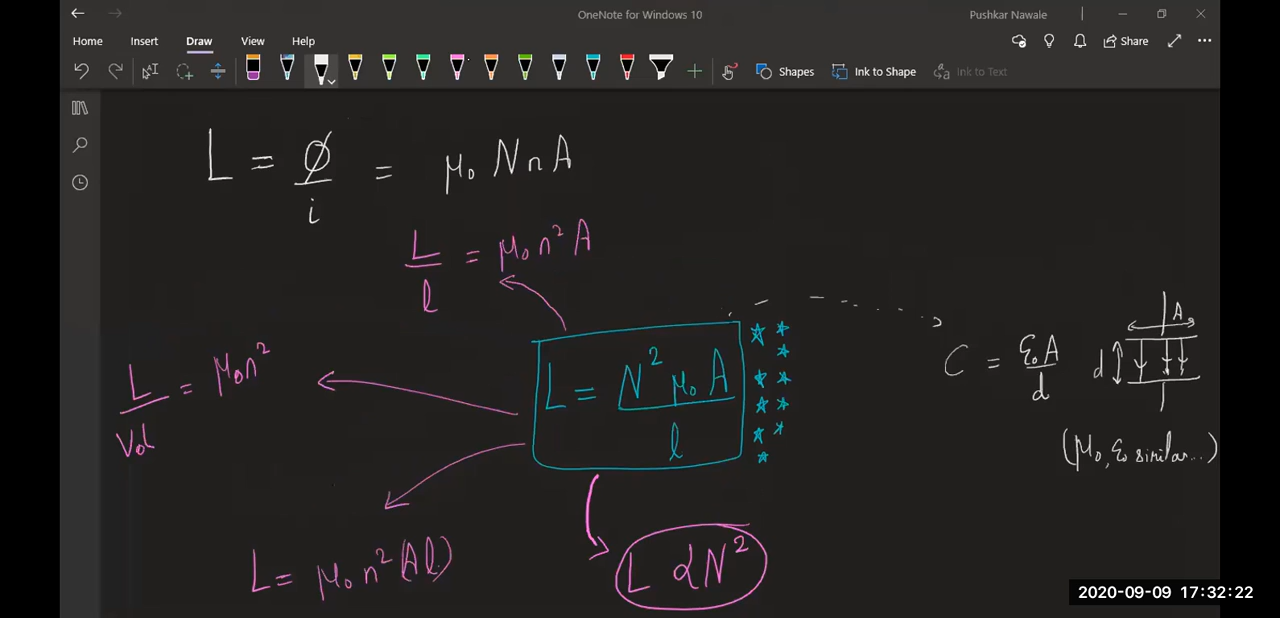 OneNote for Windows 10
Pushkar Nawale
Home Insert Draw View Help
Share
Shapes
Ink to Shape
Ink to Text
L = ϕ/i = μ₀ N n A
L/l = μ₀ n² A
L/Vol = μ₀ n²
L = N² μ₀ A / l
C = ε₀ A / d
A
d
(μ₀, ε₀ similar...)
L = μ₀ n² (A l)
L ∝ N²
2020-09-09 17:32:22